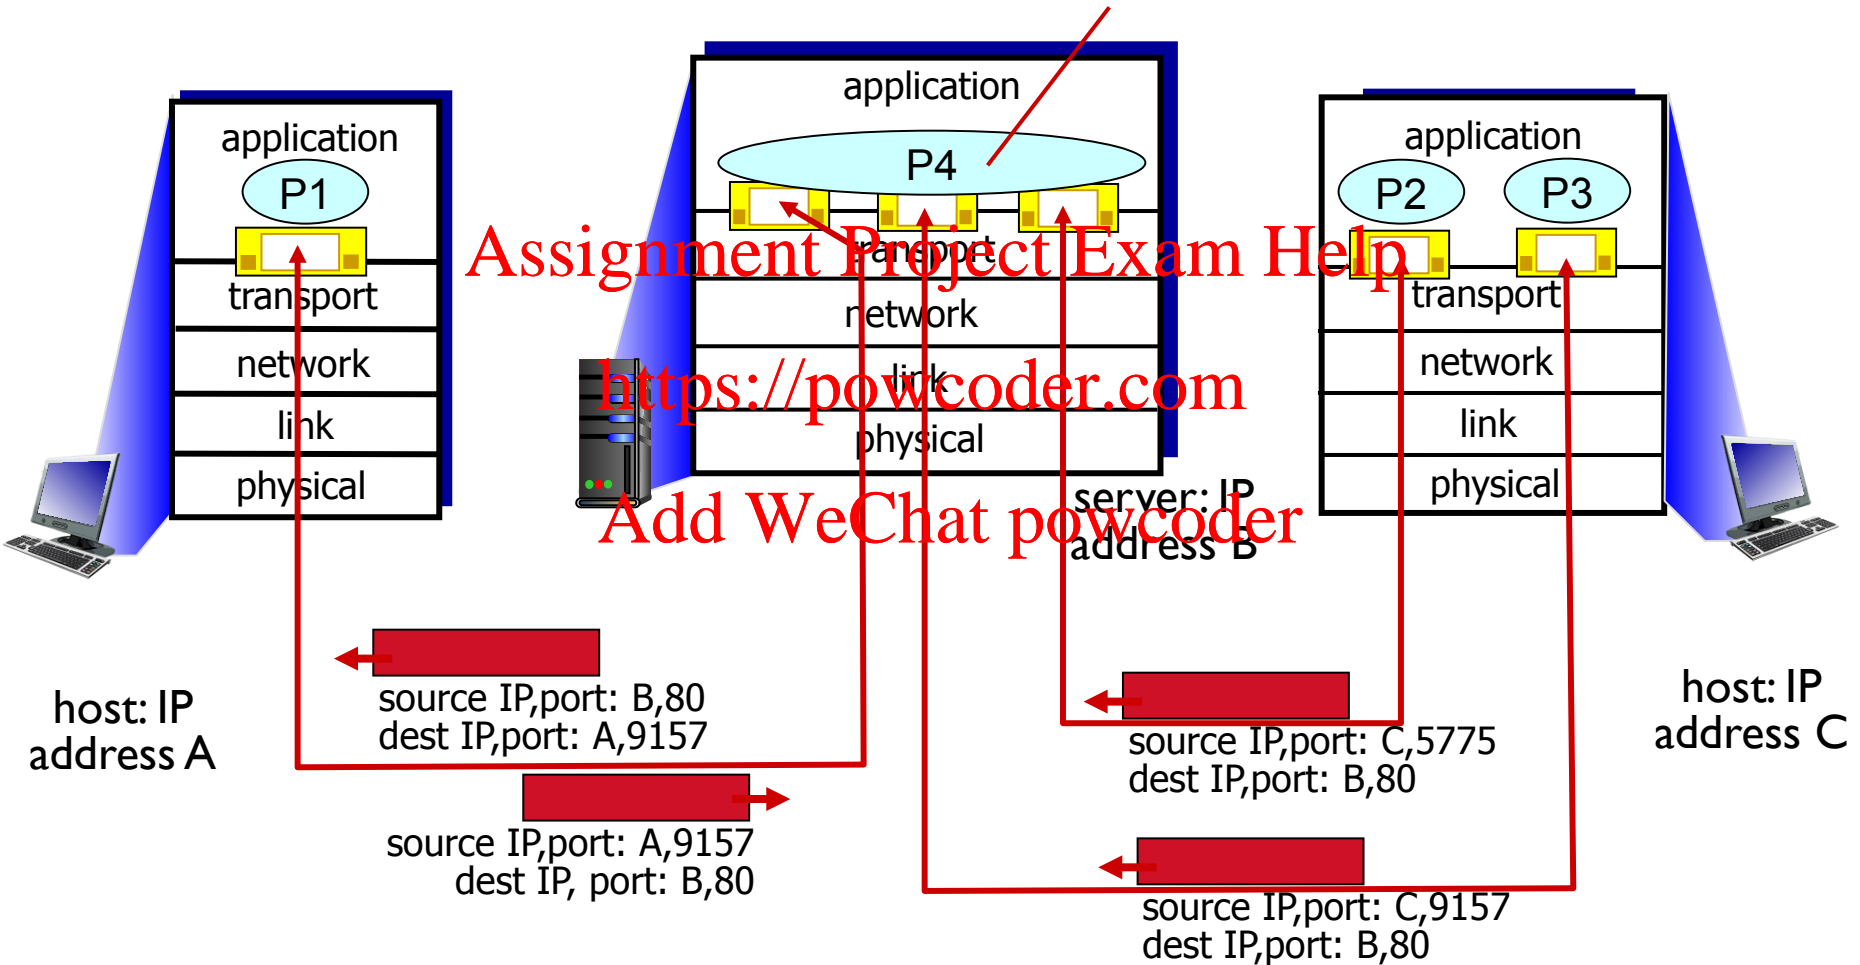 application
P1
transport
network
link
physical
application
P4
transport
network
link
physical
application
P2
P3
transport
network
link
physical
Assignment Project Exam Help
https://powcoder.com
Add WeChat powcoder
server: IP
address B
host: IP
address A
source IP,port: B,80
dest IP,port: A,9157
source IP,port: A,9157
dest IP, port: B,80
source IP,port: C,5775
dest IP,port: B,80
source IP,port: C,9157
dest IP,port: B,80
host: IP
address C